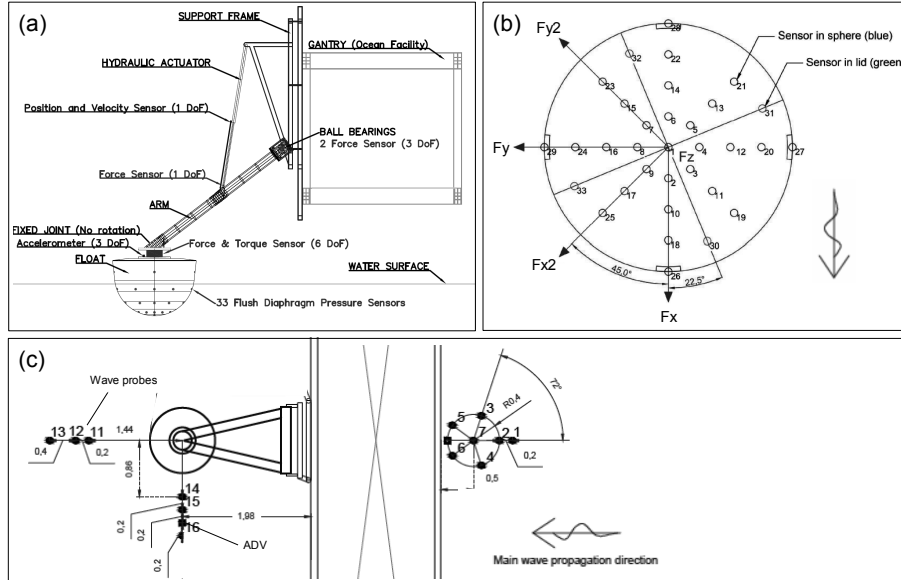 (a)
SUPPORT FRAME
GANTRY (Ocean Facility)
HYDRAULIC ACTUATOR
Position and Velocity Sensor (1 DoF)
BALL BEARINGS
2 Force Sensor (3 DoF)
Force Sensor (1 DoF)
ARM
FIXED JOINT (No rotation)
Accelerometer (3 DoF)
Force & Torque Sensor (6 DoF)
FLOAT
WATER SURFACE
33 Flush Diaphragm Pressure Sensors
(b)
Fy2
28
Sensor in sphere (blue)
32
22
Sensor in lid (green
23
14
21
15
13
31
6
7
5
Fy
29
24
16
8
1
Fz
4
12
20
27
9
2
3
33
17
11
25
10
19
18
30
Fx2
45.0°
26
22.5°
Fx
(c)
Wave probes
72°
13
12
11
1,44
0,4
0,2
0,86
14
15
16
0,2
0,2
0,2
1,98
ADV
3
R0,4
5
7
2
1
6
4
0,2
0,5
Main wave propagation direction